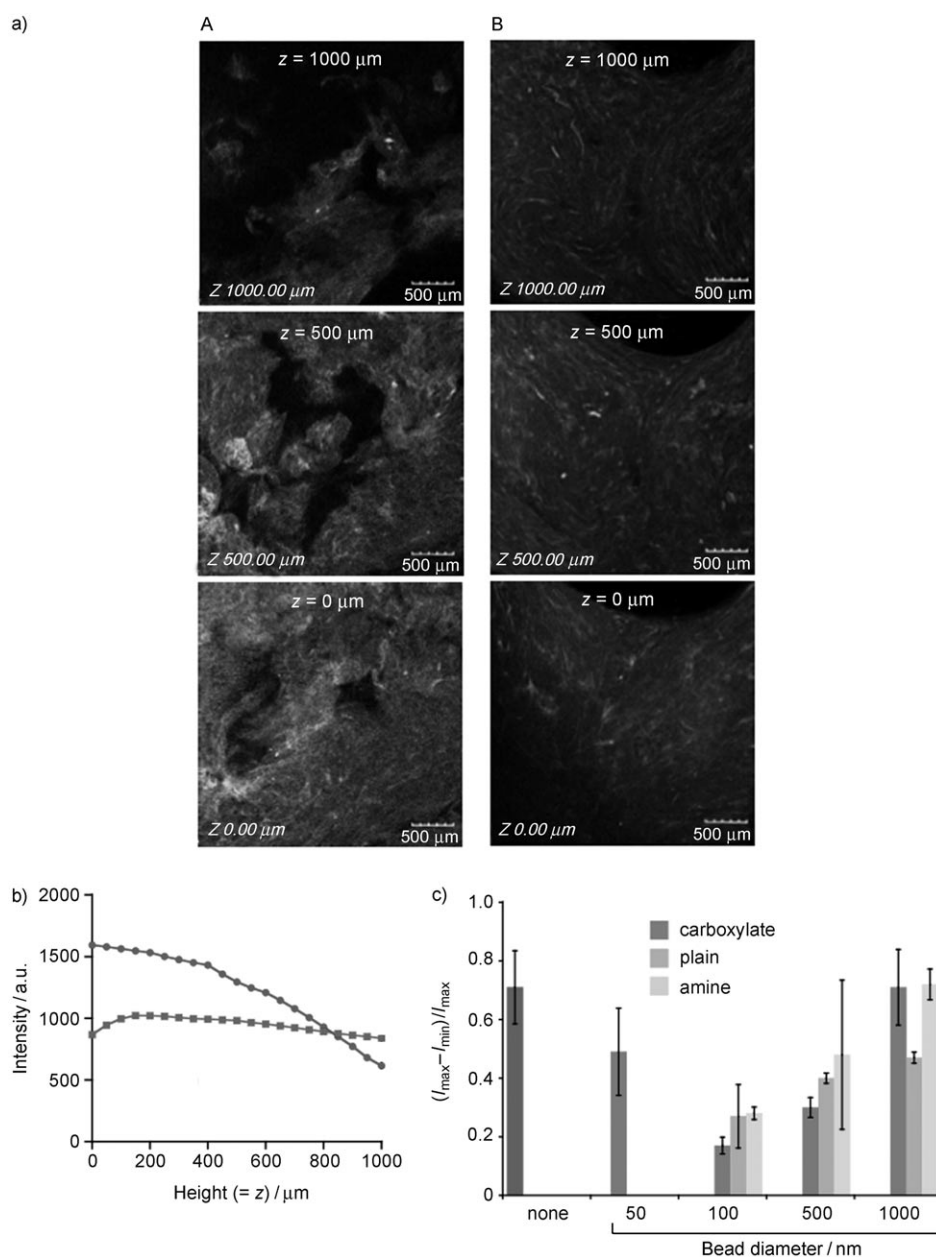 a)
A
B
z = 1000 μm
Z 1000.00 μm
500 μm
z = 1000 μm
Z 1000.00 μm
500 μm
z = 500 μm
Z 500.00 μm
500 μm
z = 500 μm
Z 500.00 μm
500 μm
z = 0 μm
Z 0.00 μm
500 μm
z = 0 μm
Z 0.00 μm
500 μm
b)
2000
1500
1000
500
0
Intensity / a.u.
0 200 400 600 800 1000
Height (= z) / μm
c)
1.0
0.8
0.6
0.4
0.2
0
(Imax–Imin)/Imax
carboxylate
plain
amine
none 50 100 500 1000
Bead diameter / nm